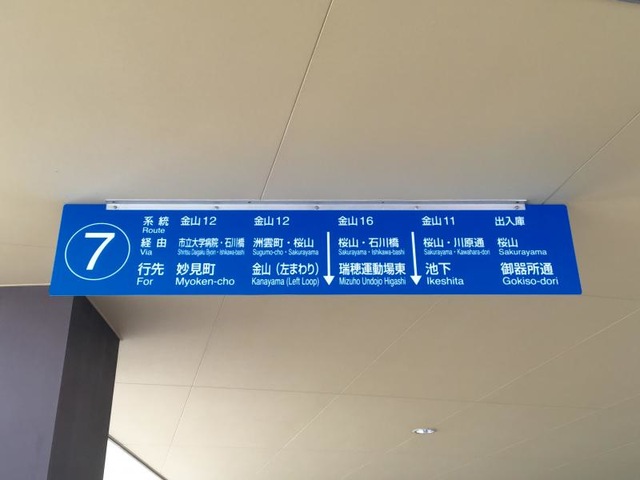 7
系統 金山12 金山12 金山16 金山11 出入庫
Route
経由 市立大学病院・石川橋 洲雲町・桜山 桜山・石川橋 桜山・川原通 桜山
Via Shiritsu Daigaku Byoin・Ishikawa-bashi Sugumo-cho・Sakurayama Sakurayama・Ishikawa-bashi Sakurayama・Kawahara-dori Sakurayama
行先 妙見町 金山（左まわり） 瑞穂運動場東 池下 御器所通
For Myoken-cho Kanayama (Left Loop) Mizuho Undojo Higashi Ikeshita Gokiso-dori